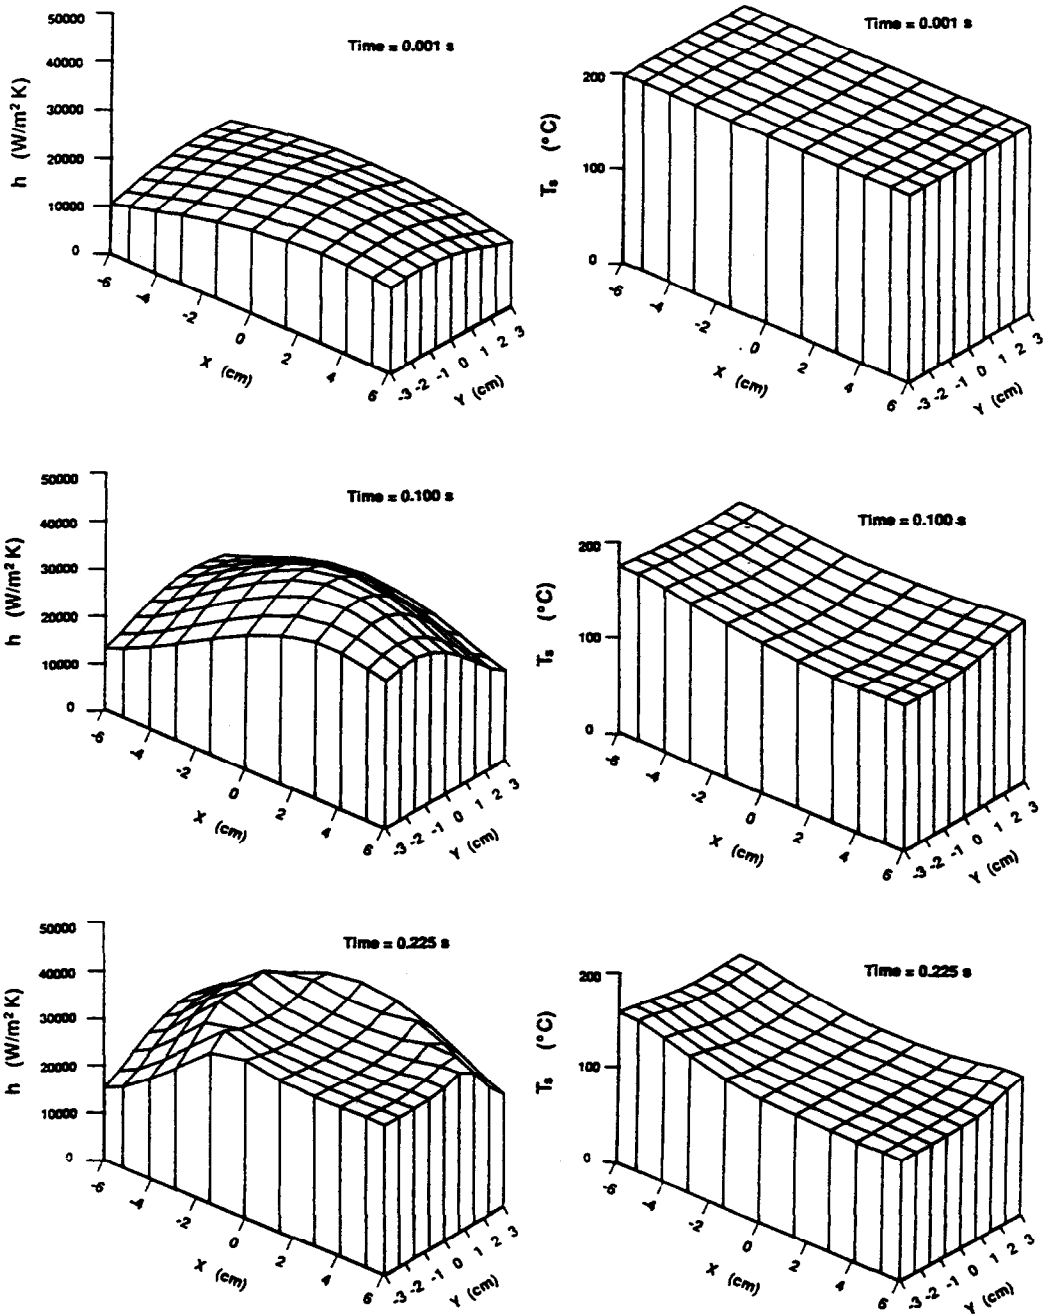 50000
40000
30000
20000
10000
0
h (W/m² K)
Time = 0.001 s
-6
-4
-2
0
2
4
6
X (cm)
-3 -2 -1 0 1 2 3
Y (cm)
200
100
0
Tₛ (°C)
Time = 0.001 s
-6
-4
-2
0
2
4
6
X (cm)
-3 -2 -1 0 1 2 3
Y (cm)
50000
40000
30000
20000
10000
0
h (W/m² K)
Time = 0.100 s
-6
-4
-2
0
2
4
6
X (cm)
-3 -2 -1 0 1 2 3
Y (cm)
200
100
0
Tₛ (°C)
Time = 0.100 s
-6
-4
-2
0
2
4
6
X (cm)
-3 -2 -1 0 1 2 3
Y (cm)
50000
40000
30000
20000
10000
0
h (W/m² K)
Time = 0.225 s
-6
-4
-2
0
2
4
6
X (cm)
-3 -2 -1 0 1 2 3
Y (cm)
200
100
0
Tₛ (°C)
Time = 0.225 s
-6
-4
-2
0
2
4
6
X (cm)
-3 -2 -1 0 1 2 3
Y (cm)